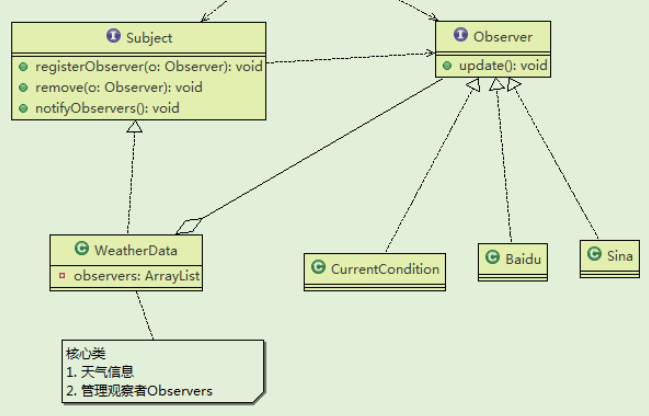 Subject
registerObserver(o: Observer): void
remove(o: Observer): void
notifyObservers(): void
Observer
update(): void
WeatherData
observers: ArrayList
CurrentCondition
Baidu
Sina
核心类
1. 天气信息
2. 管理观察者Observers